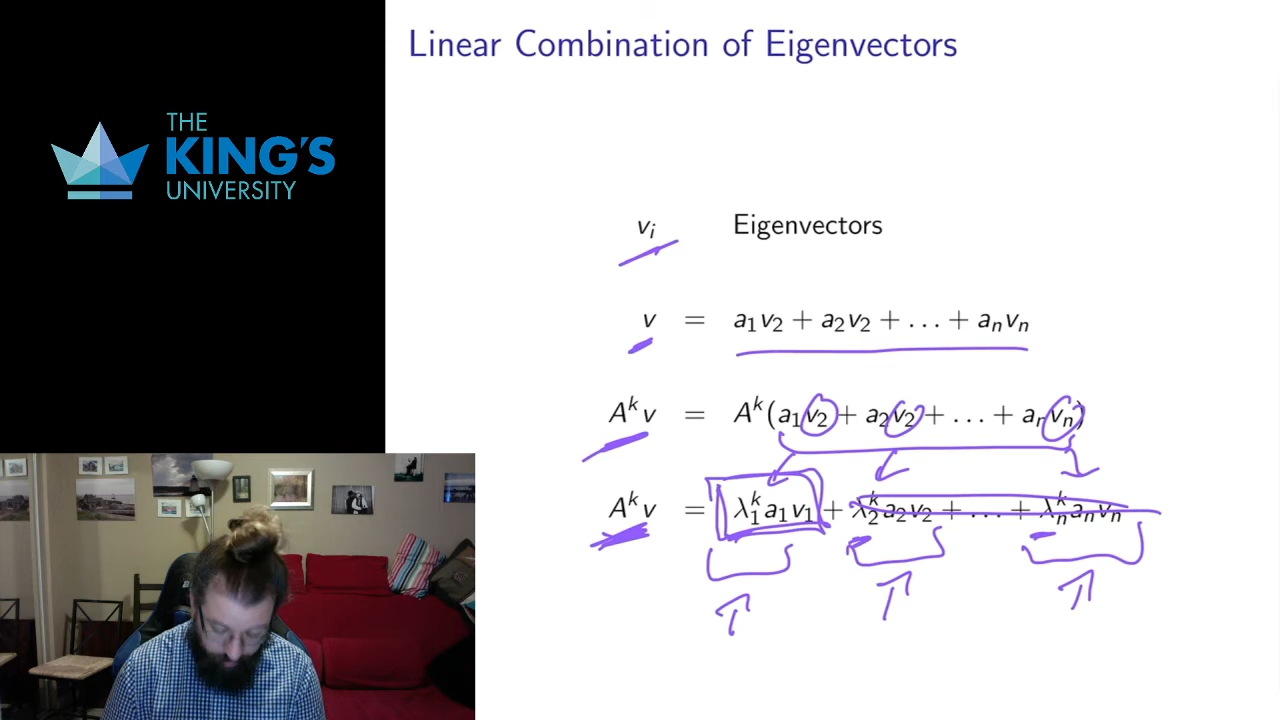 Linear Combination of Eigenvectors
THE
KING'S
UNIVERSITY
vᵢ Eigenvectors
v = a₁v₂ + a₂v₂ + . . . + aₙvₙ
Aᵏv = Aᵏ(a₁v₂ + a₂v₂ + . . . + aₙvₙ)
Aᵏv = λ₁ᵏa₁v₁ + λ₂ᵏa₂v₂ + . . . + λₙᵏaₙvₙ